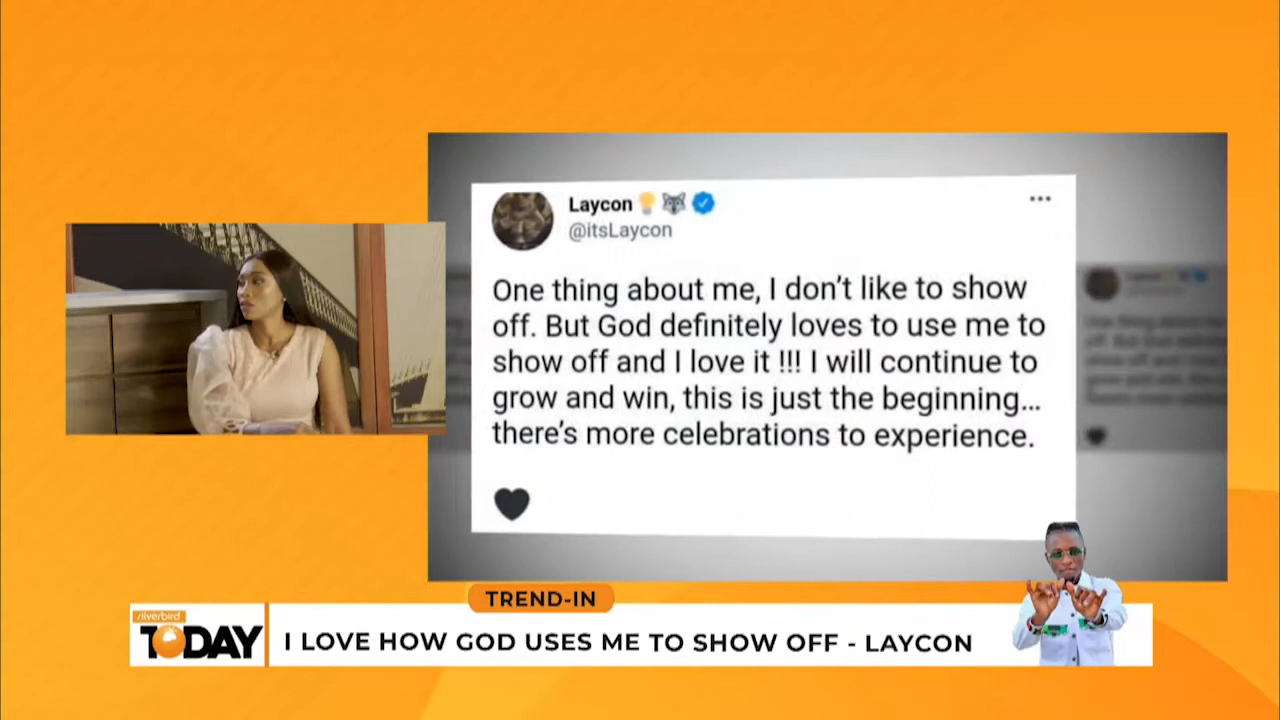 Laycon
@itsLaycon
One thing about me, I don't like to show
off. But God definitely loves to use me to
show off and I love it !!! I will continue to
grow and win, this is just the beginning...
there's more celebrations to experience.
TREND-IN
silverbird
TODAY
I LOVE HOW GOD USES ME TO SHOW OFF - LAYCON